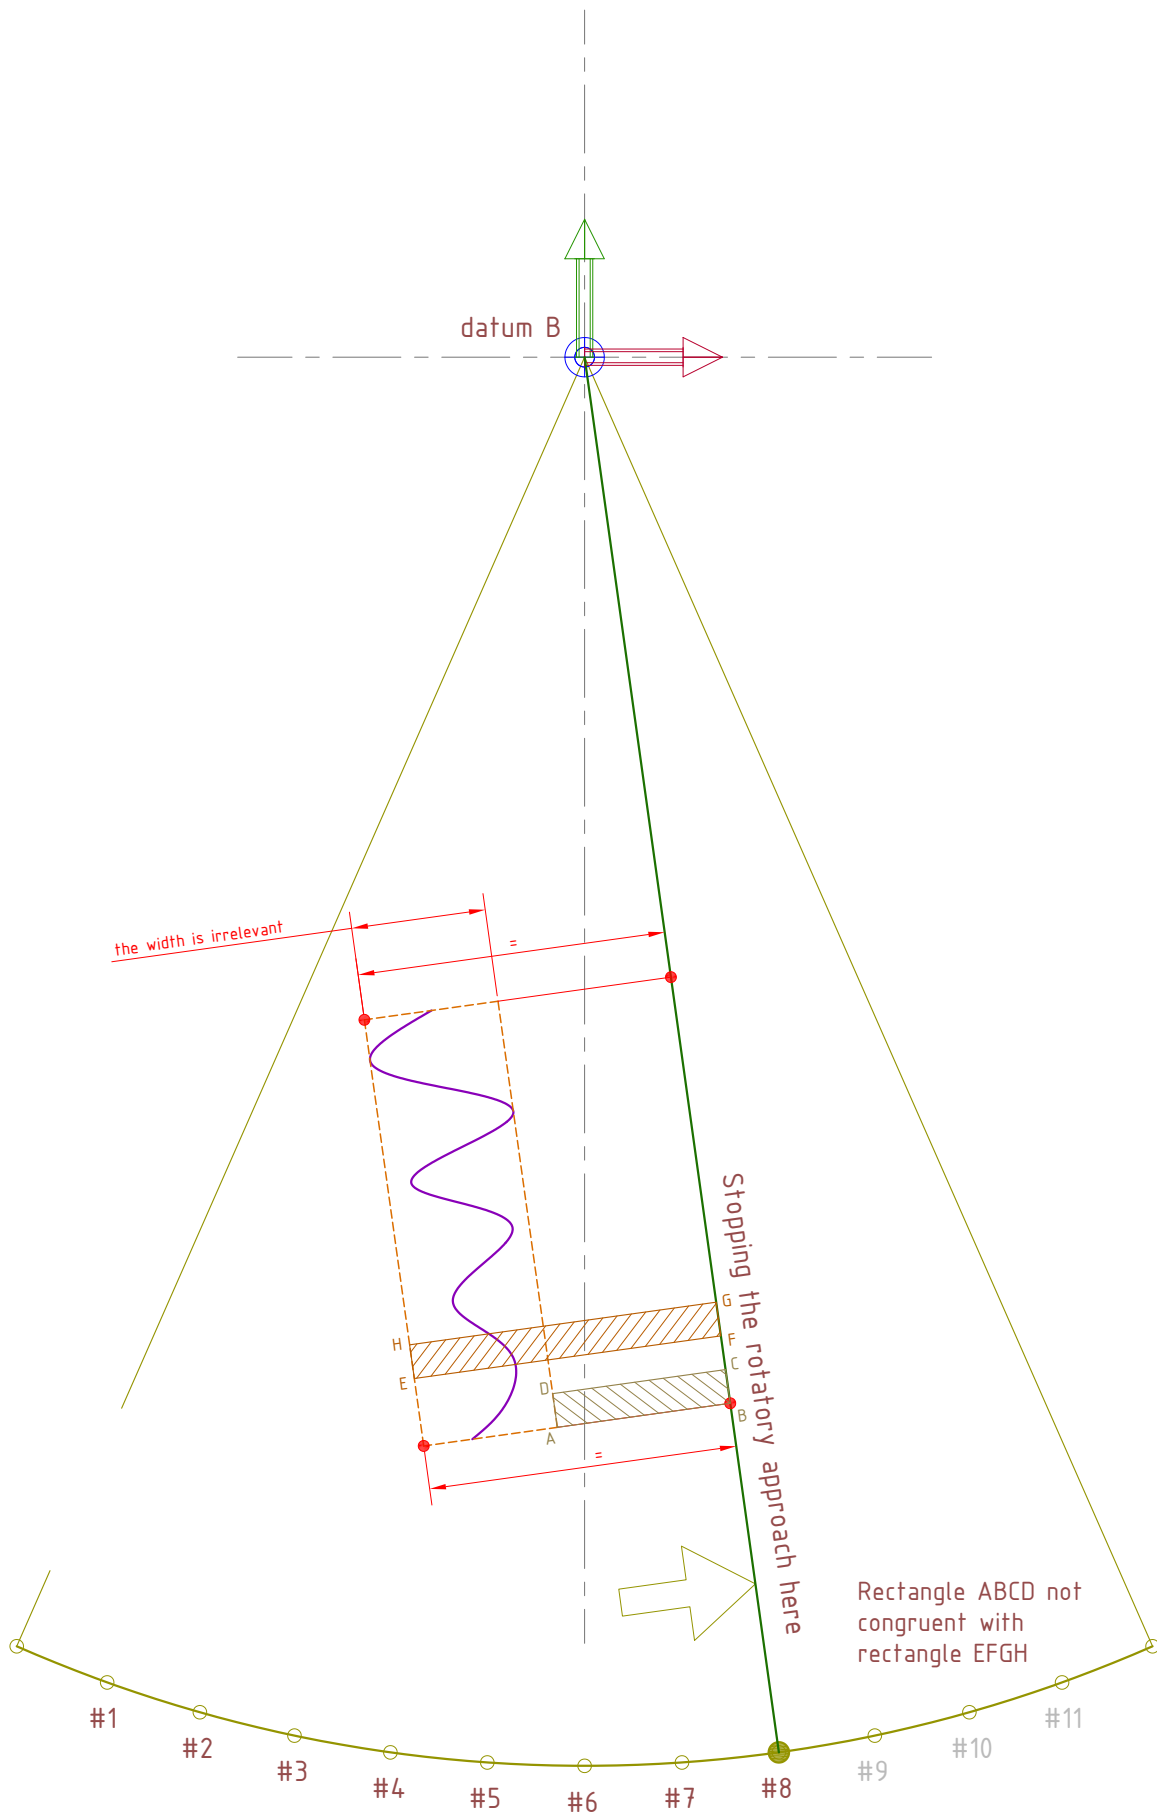 datum B
the width is irrelevant
=
Stopping the rotatory approach here
G
H
F
C
E
D
B
A
=
Rectangle ABCD not
congruent with
rectangle EFGH
#1
#2
#3
#4
#5
#6
#7
#8
#9
#10
#11